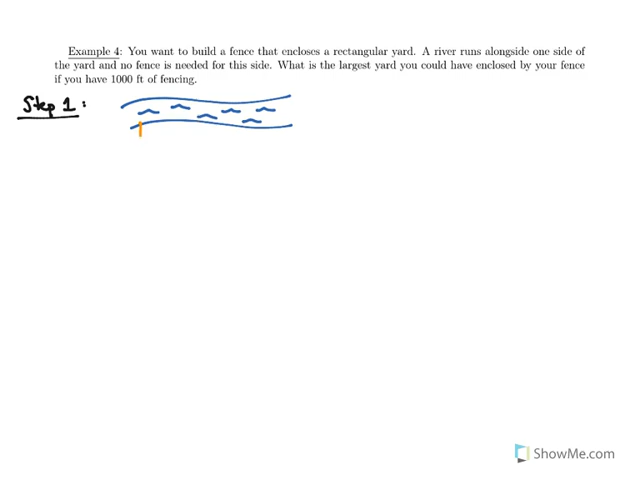 Example 4: You want to build a fence that encloses a rectangular yard. A river runs alongside one side of
the yard and no fence is needed for this side. What is the largest yard you could have enclosed by your fence
if you have 1000 ft of fencing.
Step 1:
ShowMe.com